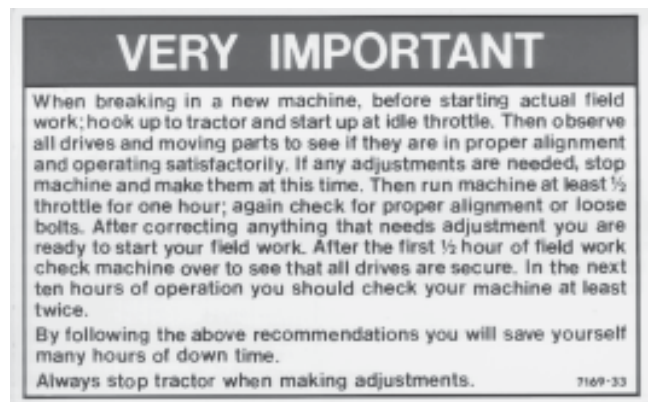 VERY IMPORTANT
When breaking in a new machine, before starting actual field
work; hook up to tractor and start up at idle throttle. Then observe
all drives and moving parts to see if they are in proper alignment
and operating satisfactorily. If any adjustments are needed, stop
machine and make them at this time. Then run machine at least ½
throttle for one hour; again check for proper alignment or loose
bolts. After correcting anything that needs adjustment you are
ready to start your field work. After the first ½ hour of field work
check machine over to see that all drives are secure. In the next
ten hours of operation you should check your machine at least
twice.
By following the above recommendations you will save yourself
many hours of down time.
Always stop tractor when making adjustments. 7169-33